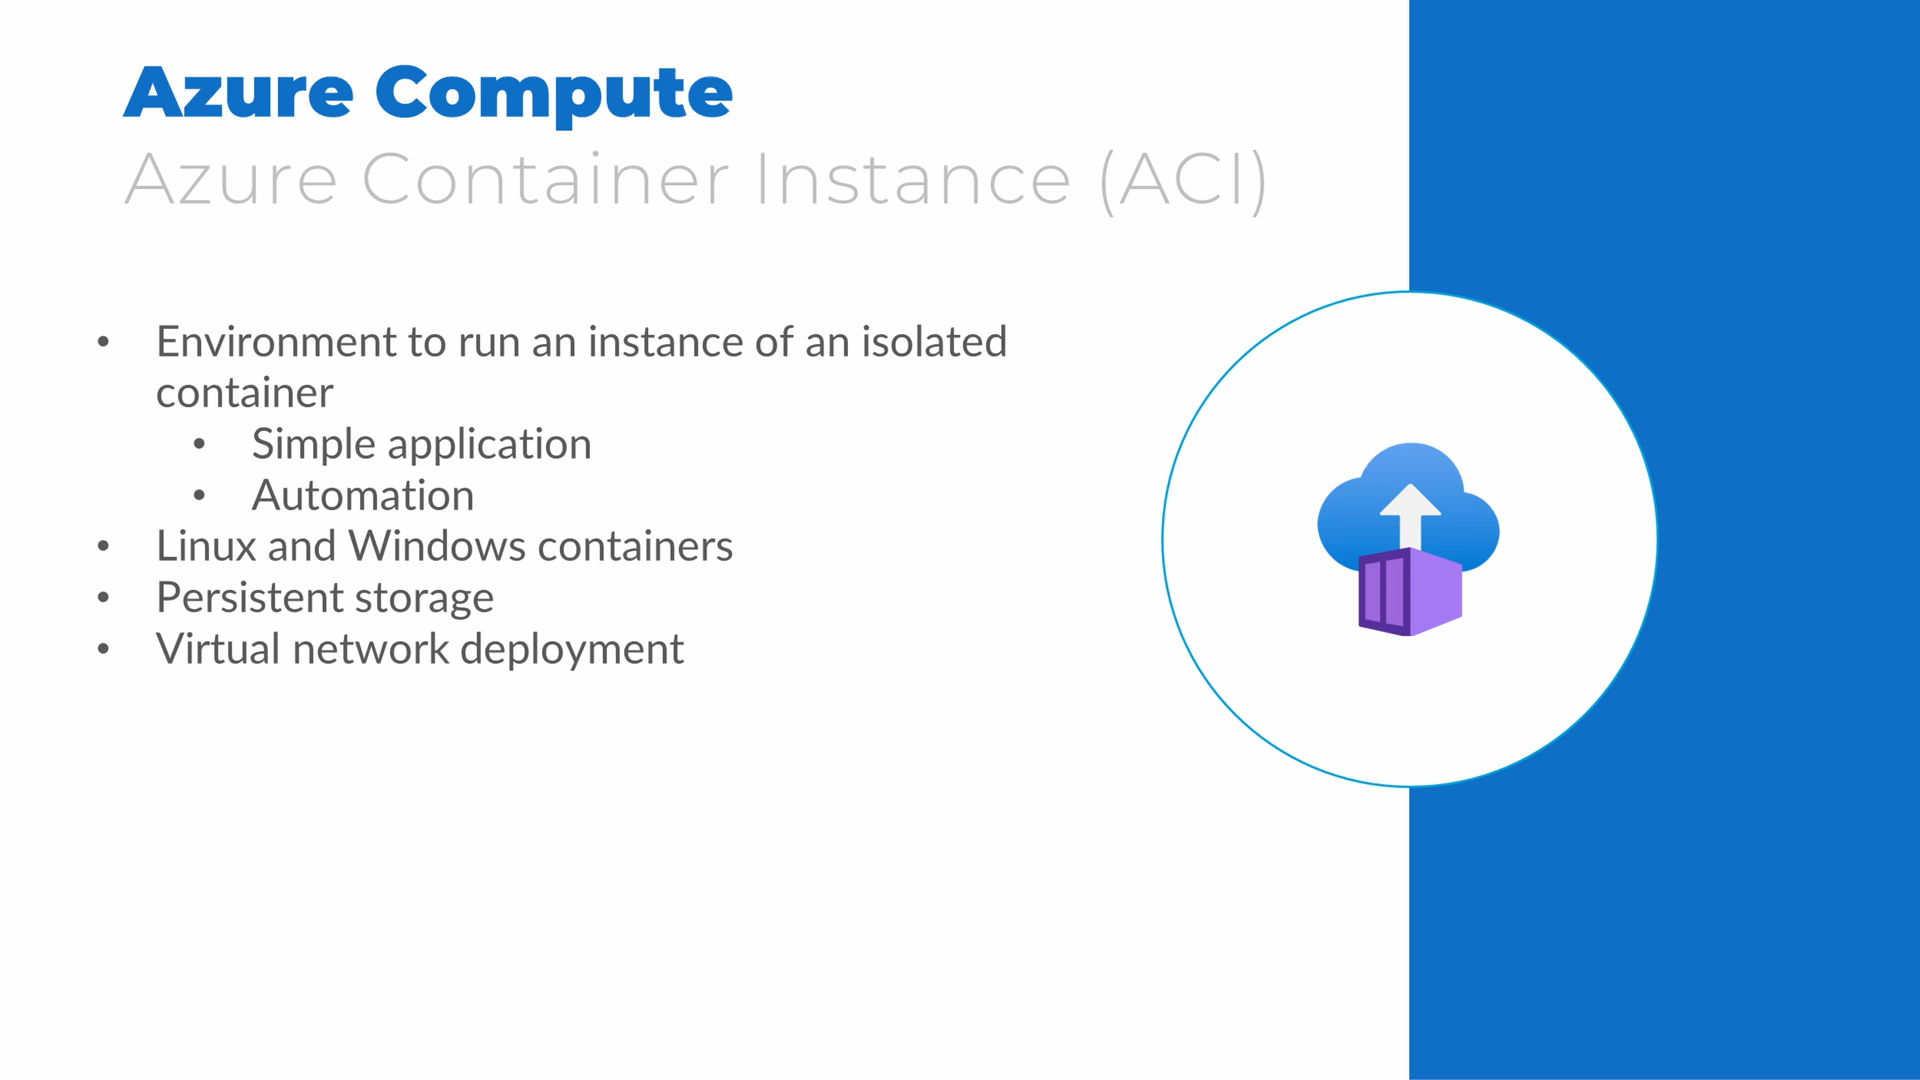 Azure Compute
Azure Container Instance (ACI)
• Environment to run an instance of an isolated
container
• Simple application
• Automation
• Linux and Windows containers
• Persistent storage
• Virtual network deployment